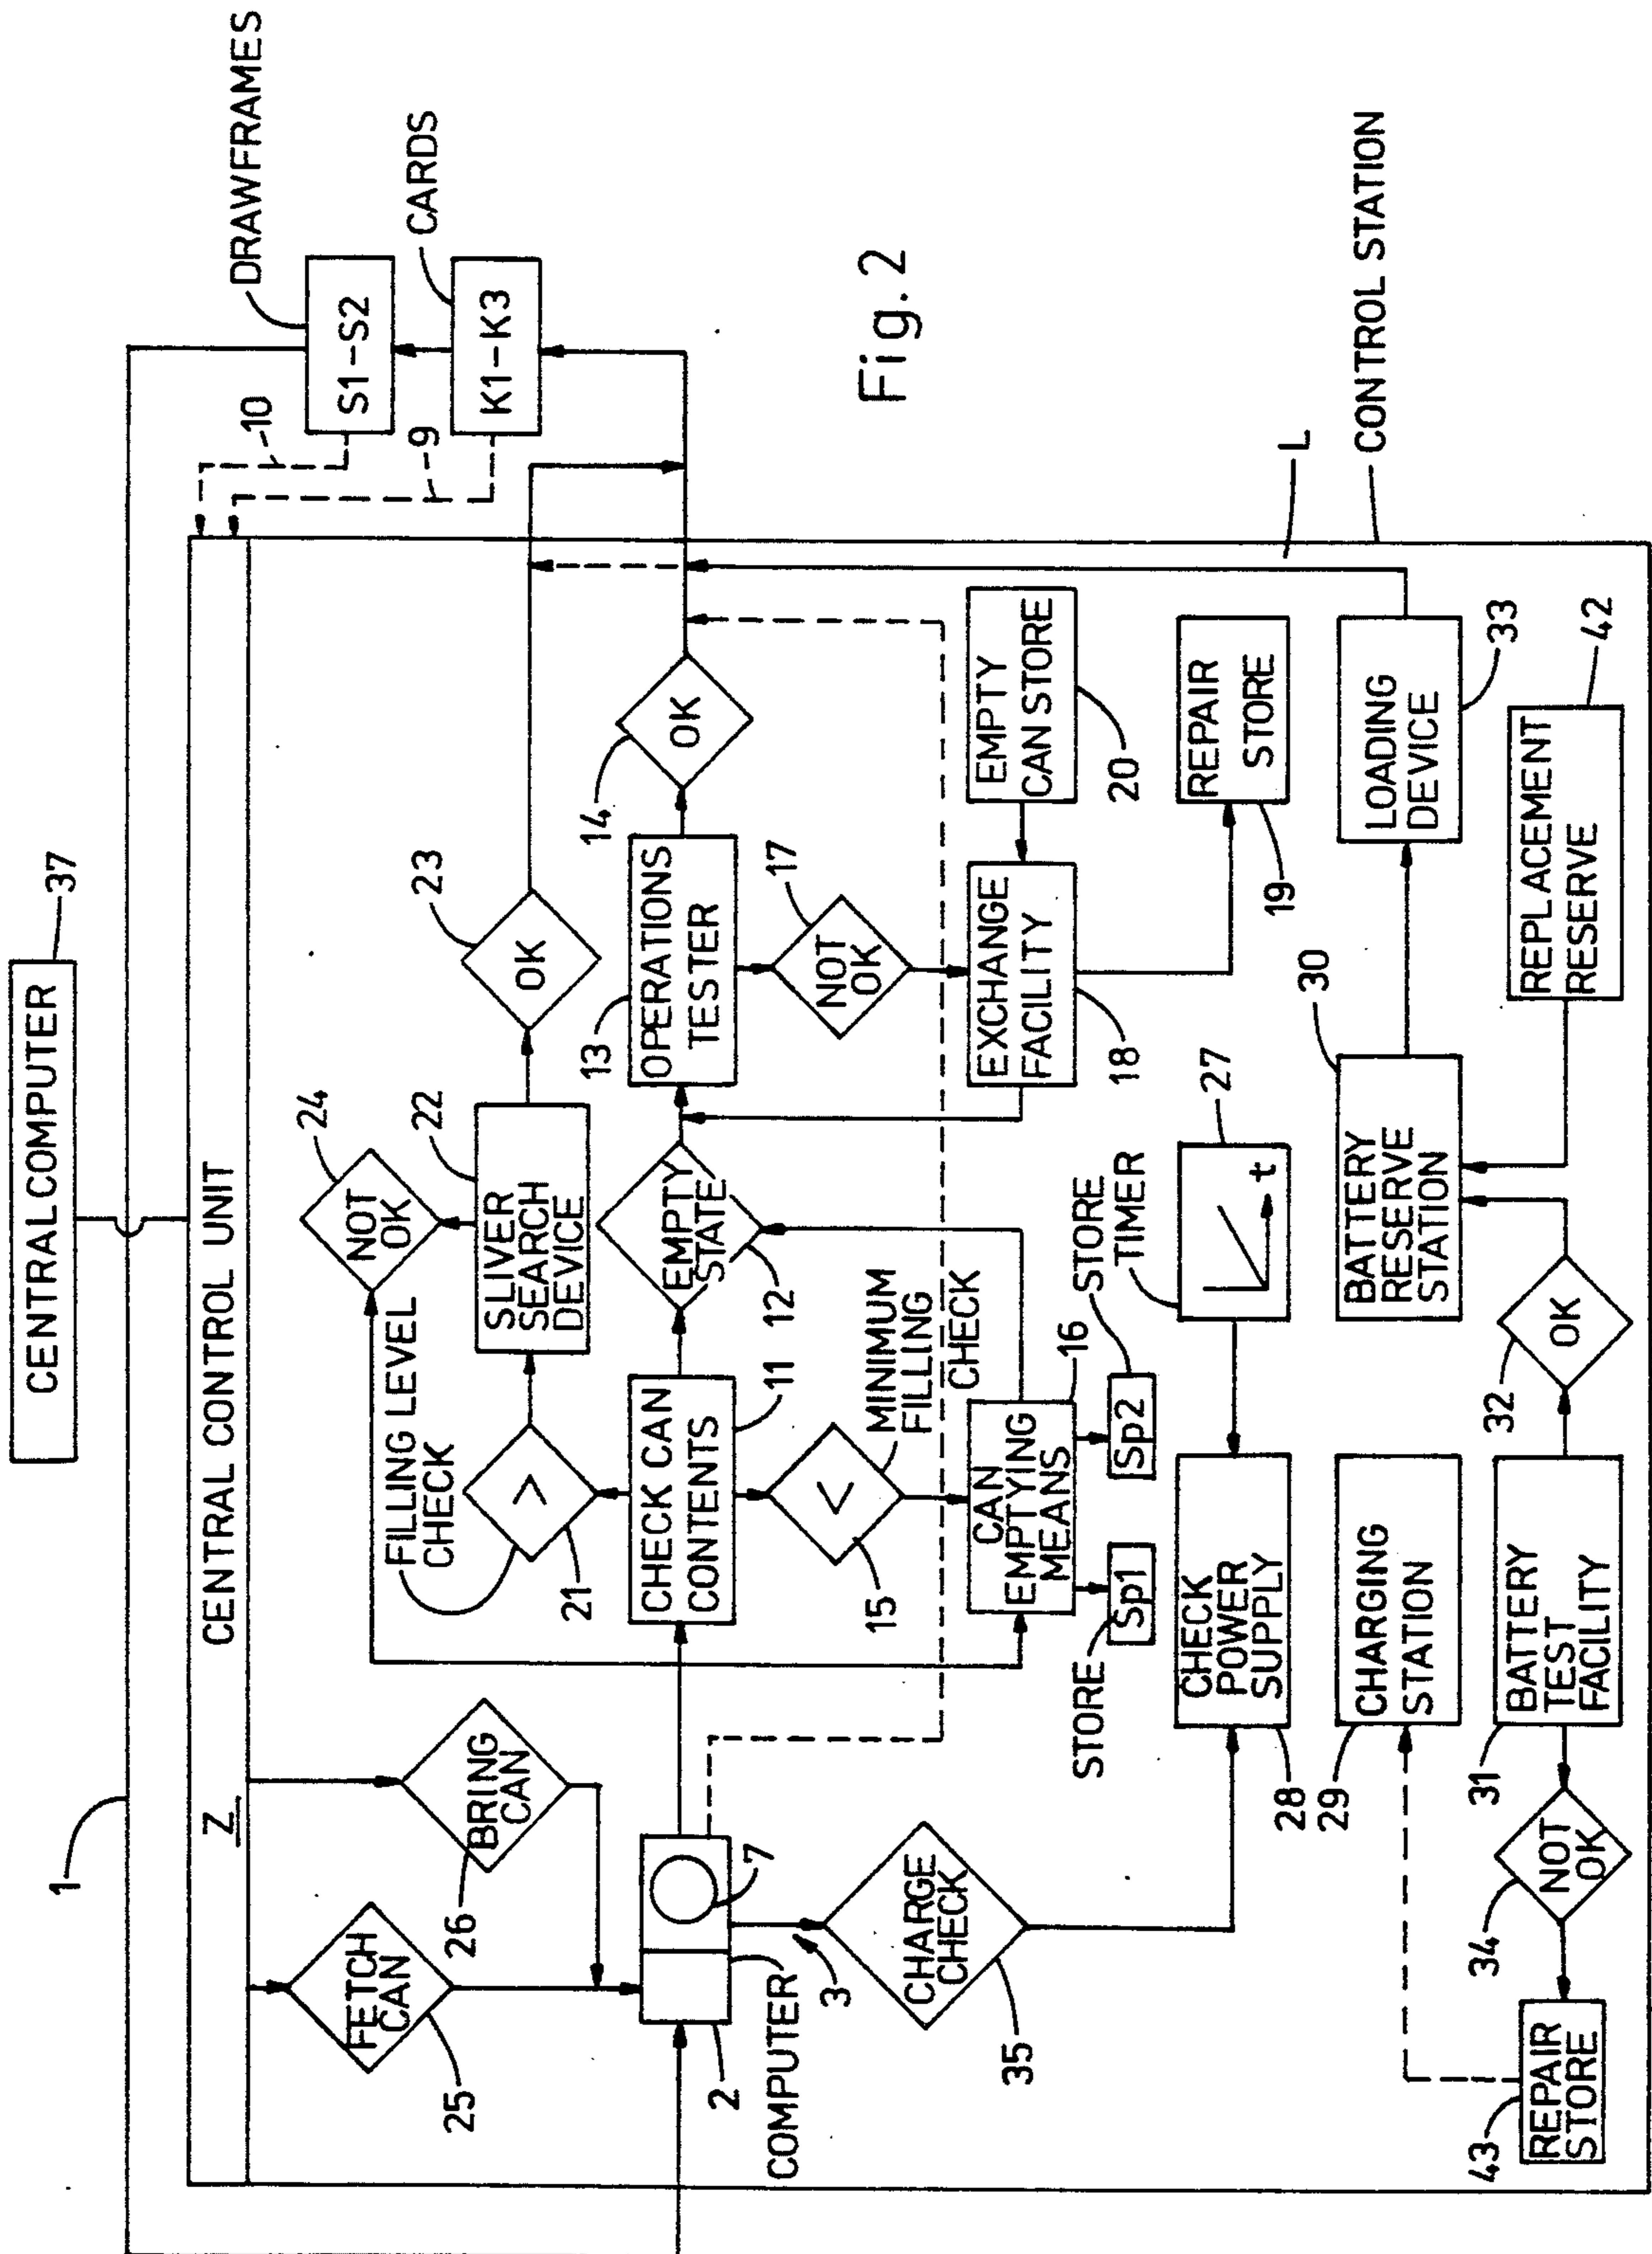 CENTRAL COMPUTER
37
1
CENTRAL CONTROL UNIT
Z
DRAWFRAMES
S1-S2
10
CARDS
K1-K3
9
FETCH
CAN
25
BRING
CAN
26
FILLING LEVEL
CHECK
>
21
NOT
OK
24
SLIVER
SEARCH
DEVICE
22
OK
23
2
COMPUTER
7
3
CHECK CAN
CONTENTS
11
EMPTY
STATE
12
OPERATIONS
TESTER
13
OK
14
<
15
MINIMUM
FILLING
CHECK
NOT
OK
17
CHARGE
CHECK
35
CAN
EMPTYING
MEANS
16
EXCHANGE
FACILITY
18
EMPTY
CAN STORE
20
STORE
Sp1
Sp2
STORE
TIMER
REPAIR
STORE
19
CHECK
POWER
SUPPLY
28
t
27
Fig. 2
L
CONTROL STATION
CHARGING
STATION
29
BATTERY
RESERVE
STATION
30
LOADING
DEVICE
33
REPAIR
STORE
43
NOT
OK
34
BATTERY
TEST
FACILITY
31
OK
32
REPLACEMENT
RESERVE
42